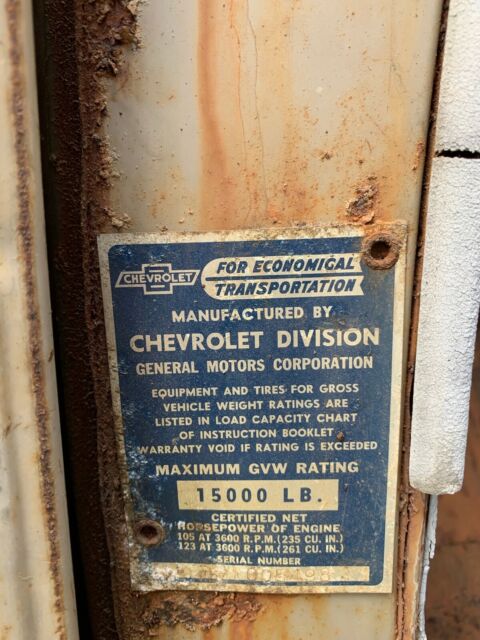 CHEVROLET
FOR ECONOMICAL
TRANSPORTATION
MANUFACTURED BY
CHEVROLET DIVISION
GENERAL MOTORS CORPORATION
EQUIPMENT AND TIRES FOR GROSS
VEHICLE WEIGHT RATINGS ARE
LISTED IN LOAD CAPACITY CHART
OF INSTRUCTION BOOKLET
WARRANTY VOID IF RATING IS EXCEEDED
MAXIMUM GVW RATING
15000 LB.
CERTIFIED NET
HORSEPOWER OF ENGINE
105 AT 3600 R.P.M. (235 CU. IN.)
123 AT 3600 R.P.M. (261 CU. IN.)
SERIAL NUMBER